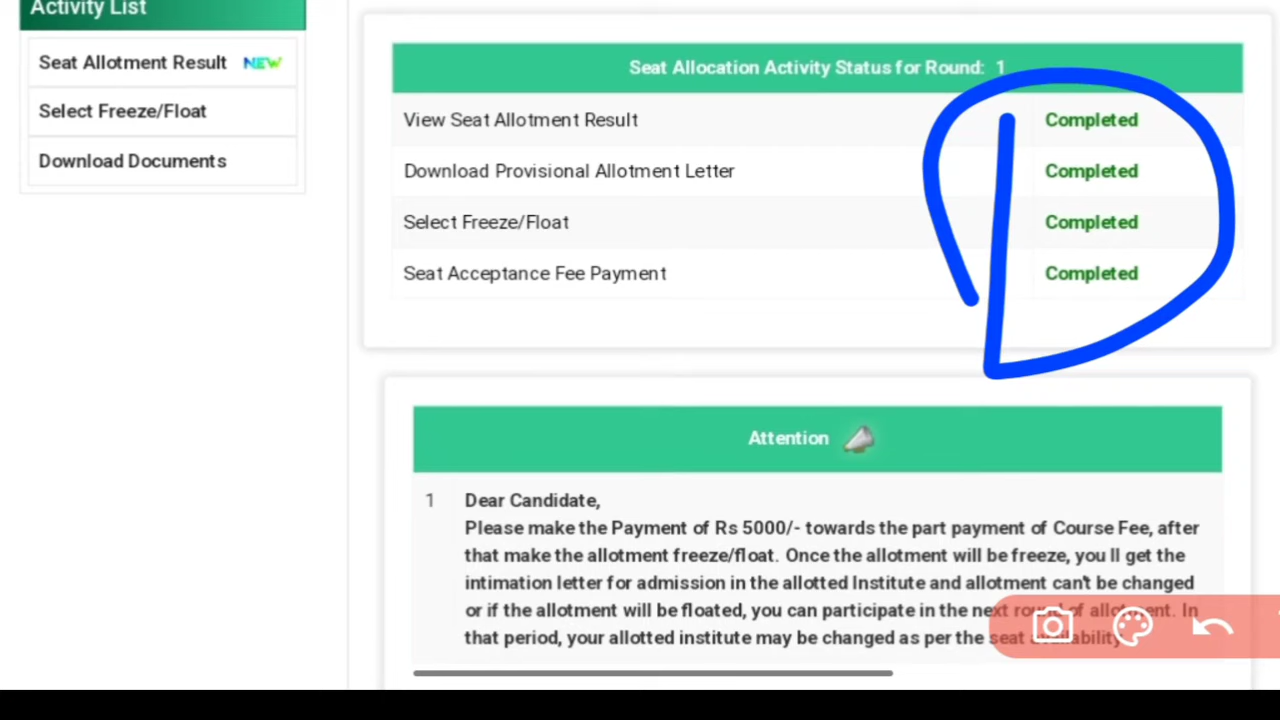 Activity List
Seat Allotment Result NEW
Select Freeze/Float
Download Documents
Seat Allocation Activity Status for Round: 1
View Seat Allotment Result Completed
Download Provisional Allotment Letter Completed
Select Freeze/Float Completed
Seat Acceptance Fee Payment Completed
Attention
1 Dear Candidate,
Please make the Payment of Rs 5000/- towards the part payment of Course Fee, after
that make the allotment freeze/float. Once the allotment will be freeze, you ll get the
intimation letter for admission in the allotted Institute and allotment can't be changed
or if the allotment will be floated, you can participate in the next round of allotment. In
that period, your allotted institute may be changed as per the seat availability.